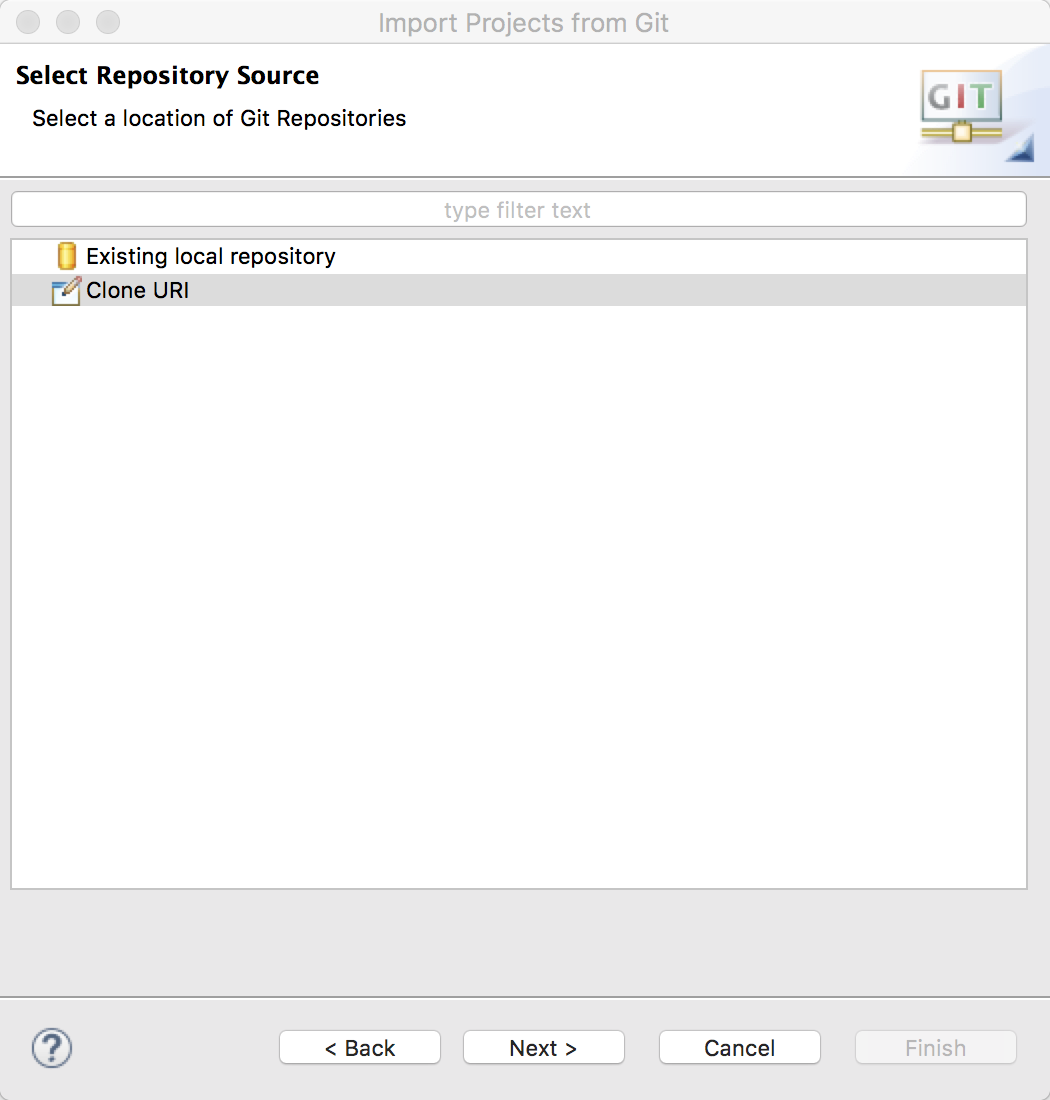 Import Projects from Git
Select Repository Source
Select a location of Git Repositories
GIT
type filter text
Existing local repository
Clone URI
?
< Back
Next >
Cancel
Finish